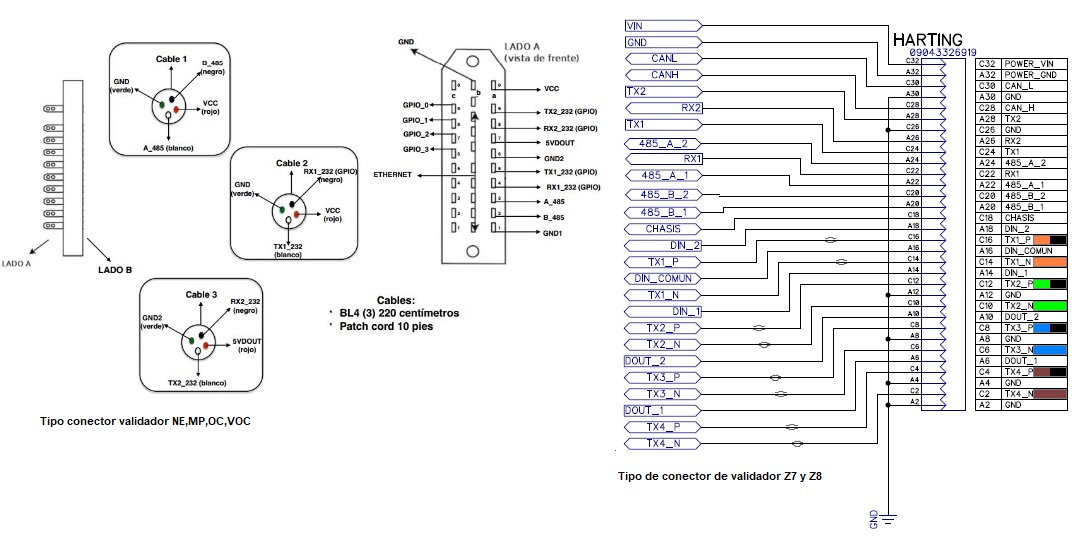 Cable 1
B_485
(negro)
GND
(verde)
VCC
(rojo)
A_485 (blanco)
Cable 2
RX1_232 (GPIO)
(negro)
GND
(verde)
VCC
(rojo)
TX1_232
(blanco)
LADO A
LADO B
Cable 3
RX2_232
(negro)
GND2
(verde)
5VDOUT
(rojo)
TX2_232 (blanco)
Tipo conector validador NE,MP,OC,VOC
GND
LADO A
(vista de frente)
c
b
a
GPIO_0
GPIO_1
GPIO_2
GPIO_3
ETHERNET
VCC
TX2_232 (GPIO)
RX2_232 (GPIO)
5VDOUT
GND2
TX1_232 (GPIO)
RX1_232 (GPIO)
A_485
B_485
GND1
Cables:
* BL4 (3) 220 centímetros
* Patch cord 10 pies
VIN
GND
CANL
CANH
TX2
RX2
TX1
485_A_2
RX1
485_A_1
485_B_2
485_B_1
CHASIS
DIN_2
TX1_P
DIN_COMUN
TX1_N
DIN_1
TX2_P
TX2_N
DOUT_2
TX3_P
TX3_N
DOUT_1
TX4_P
TX4_N
HARTING
09043326919
C32
A32
C30
A30
C28
A28
C26
A26
C24
A24
C22
A22
C20
A20
C18
A18
C16
A16
C14
A14
C12
A12
C10
A10
C8
A8
C6
A6
C4
A4
C2
A2
C32 POWER_VIN
A32 POWER_GND
C30 CAN_L
A30 GND
C28 CAN_H
A28 TX2
C26 GND
A26 RX2
C24 TX1
A24 485_A_2
C22 RX1
A22 485_A_1
C20 485_B_2
A20 485_B_1
C18 CHASIS
A18 DIN_2
C16 TX1_P
A16 DIN_COMUN
C14 TX1_N
A14 DIN_1
C12 TX2_P
A12 GND
C10 TX2_N
A10 DOUT_2
C8 TX3_P
A8 GND
C6 TX3_N
A6 DOUT_1
C4 TX4_P
A4 GND
C2 TX4_N
A2 GND
GND
Tipo de conector de validador Z7 y Z8